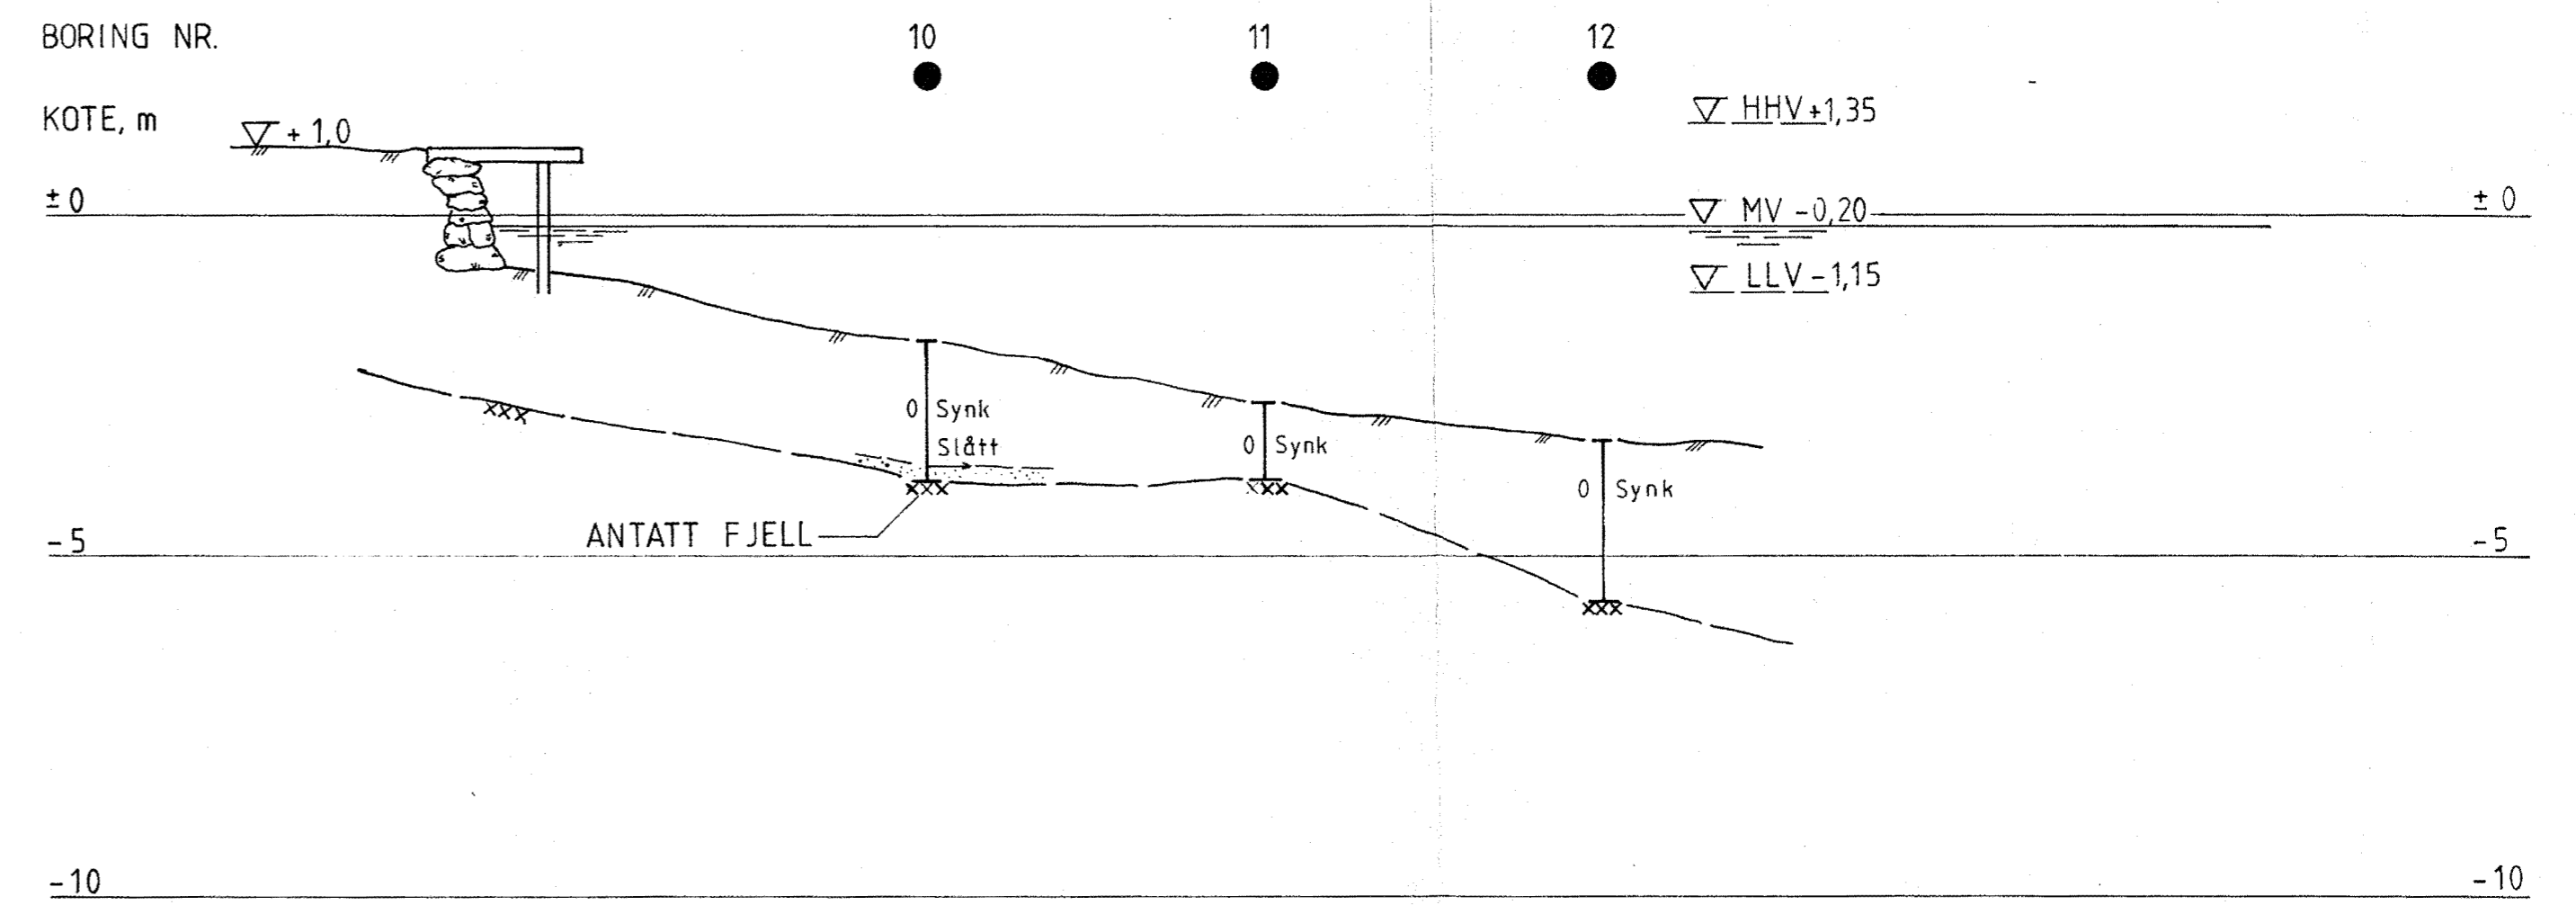 BORING NR. 10 11 12
KOTE, m
+ 1,0
HHV +1,35
± 0
MV -0,20
± 0
LLV -1,15
0 Synk
Slått
0 Synk
0 Synk
ANTATT FJELL
-5
-5
-10
-10